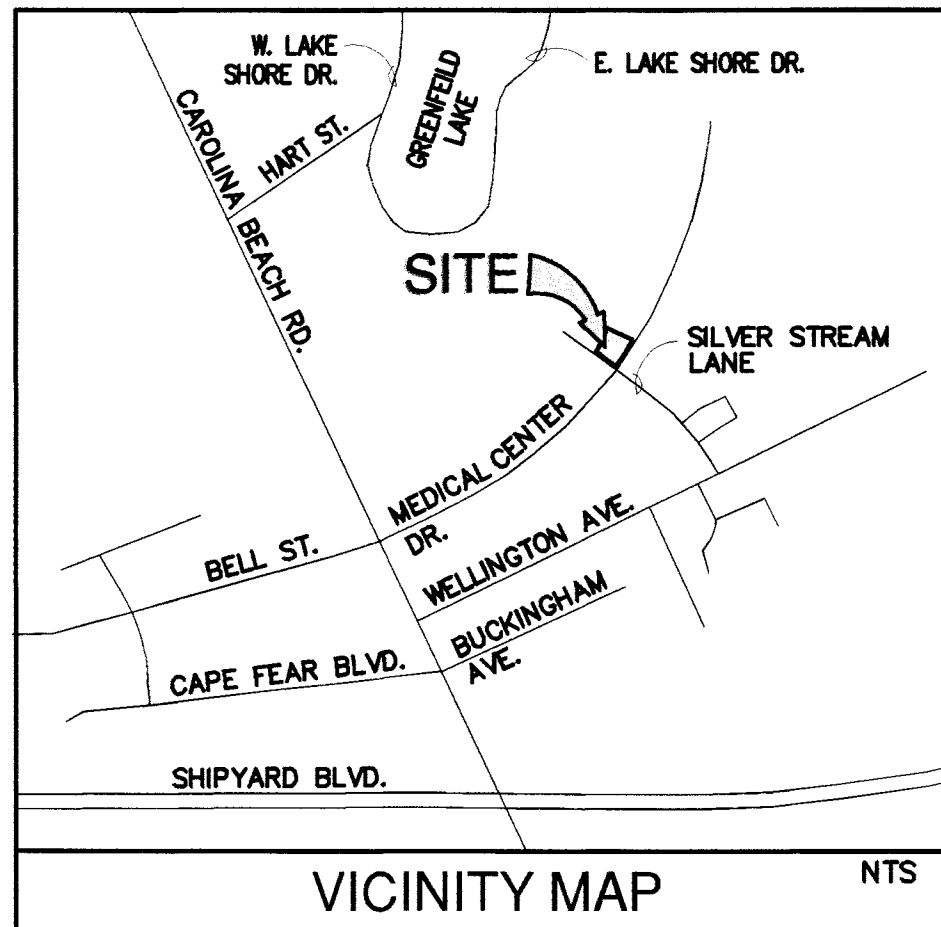 W. LAKE
SHORE DR.
E. LAKE SHORE DR.
GREENFEILD
LAKE
CAROLINA BEACH RD.
HART ST.
SITE
SILVER STREAM
LANE
MEDICAL CENTER
DR.
BELL ST.
WELLINGTON AVE.
BUCKINGHAM
AVE.
CAPE FEAR BLVD.
SHIPYARD BLVD.
VICINITY MAP
NTS